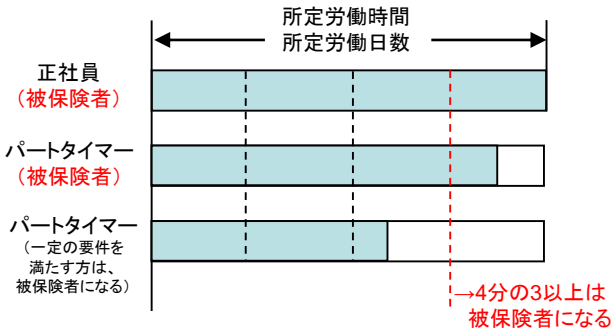 所定労働時間
所定労働日数
正社員
（被保険者）
パートタイマー
（被保険者）
パートタイマー
（一定の要件を
満たす方は、
被保険者になる）
→4分の3以上は
被保険者になる